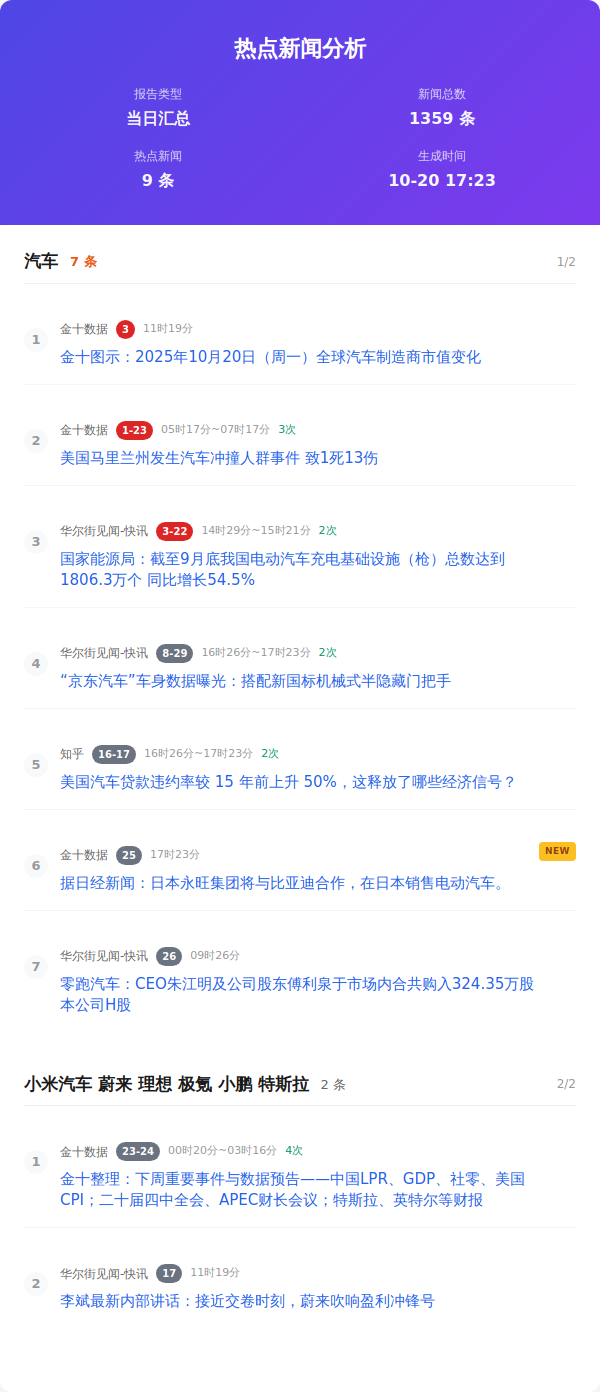 热点新闻分析
报告类型
新闻总数
当日汇总
1359 条
热点新闻
生成时间
9 条
10-20 17:23
汽车 7 条 1/2
1
金十数据 3 11时19分
金十图示：2025年10月20日（周一）全球汽车制造商市值变化
2
金十数据 1-23 05时17分~07时17分 3次
美国马里兰州发生汽车冲撞人群事件 致1死13伤
3
华尔街见闻-快讯 3-22 14时29分~15时21分 2次
国家能源局：截至9月底我国电动汽车充电基础设施（枪）总数达到
1806.3万个 同比增长54.5%
4
华尔街见闻-快讯 8-29 16时26分~17时23分 2次
“京东汽车”车身数据曝光：搭配新国标机械式半隐藏门把手
5
知乎 16-17 16时26分~17时23分 2次
美国汽车贷款违约率较 15 年前上升 50%，这释放了哪些经济信号？
6
金十数据 25 17时23分 NEW
据日经新闻：日本永旺集团将与比亚迪合作，在日本销售电动汽车。
7
华尔街见闻-快讯 26 09时26分
零跑汽车：CEO朱江明及公司股东傅利泉于市场内合共购入324.35万股
本公司H股
小米汽车 蔚来 理想 极氪 小鹏 特斯拉 2 条 2/2
1
金十数据 23-24 00时20分~03时16分 4次
金十整理：下周重要事件与数据预告——中国LPR、GDP、社零、美国
CPI；二十届四中全会、APEC财长会议；特斯拉、英特尔等财报
2
华尔街见闻-快讯 17 11时19分
李斌最新内部讲话：接近交卷时刻，蔚来吹响盈利冲锋号